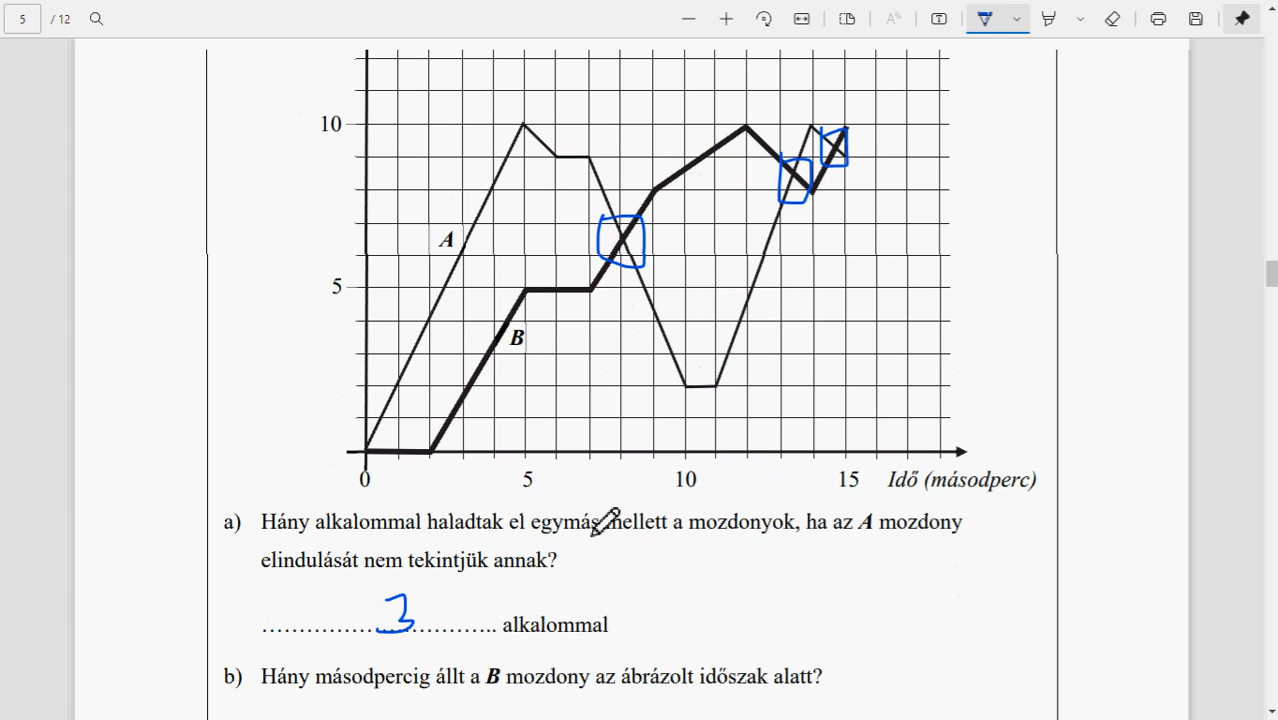 5 / 12
10
A
5
B
0 5 10 15 Idő (másodperc)
a) Hány alkalommal haladtak el egymás mellett a mozdonyok, ha az A mozdony
elindulását nem tekintjük annak?
3 alkalommal
b) Hány másodpercig állt a B mozdony az ábrázolt időszak alatt?